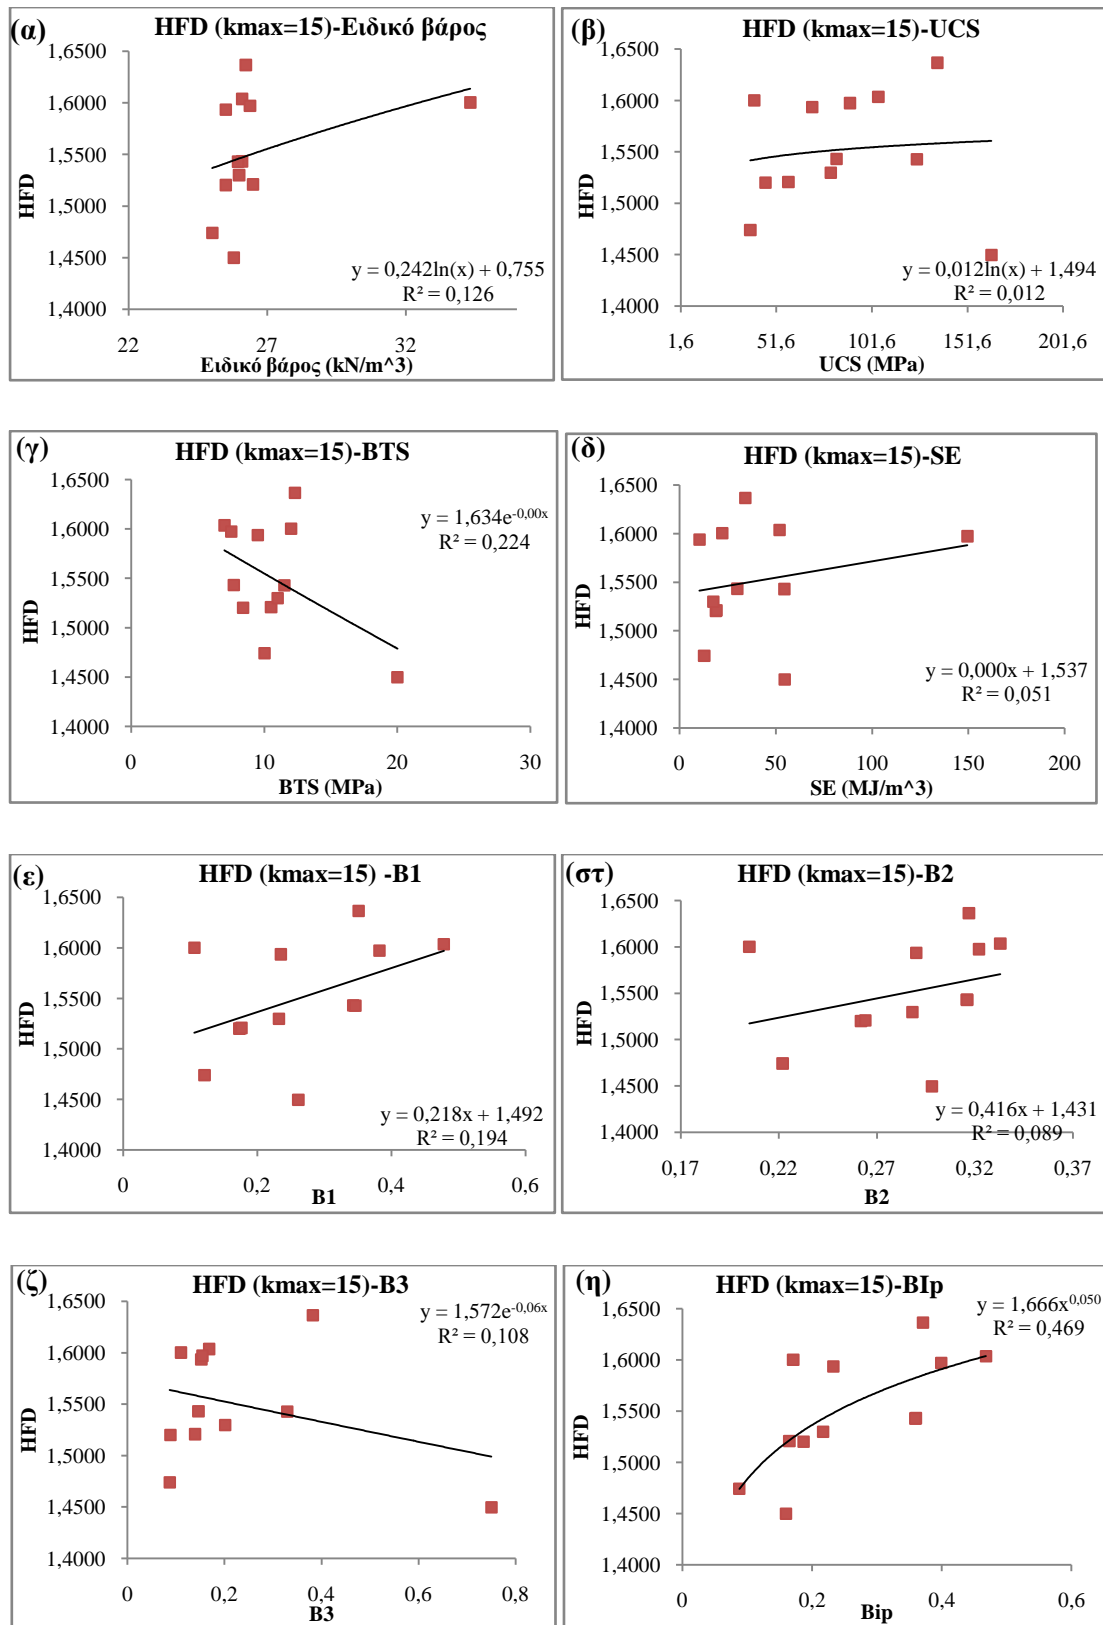 (α) HFD (kmax=15)-Ειδικό βάρος
1,6500
1,6000
1,5500
1,5000
1,4500
1,4000
HFD
y = 0,242ln(x) + 0,755
R² = 0,126
22 27 32
Ειδικό βάρος (kN/m^3)
(β) HFD (kmax=15)-UCS
1,6500
1,6000
1,5500
1,5000
1,4500
1,4000
HFD
y = 0,012ln(x) + 1,494
R² = 0,012
1,6 51,6 101,6 151,6 201,6
UCS (MPa)
(γ) HFD (kmax=15)-BTS
1,6500
1,6000
1,5500
1,5000
1,4500
1,4000
HFD
y = 1,634e^-0,00x
R² = 0,224
0 10 20 30
BTS (MPa)
(δ) HFD (kmax=15)-SE
1,6500
1,6000
1,5500
1,5000
1,4500
1,4000
HFD
y = 0,000x + 1,537
R² = 0,051
0 50 100 150 200
SE (MJ/m^3)
(ε) HFD (kmax=15) -B1
1,6500
1,6000
1,5500
1,5000
1,4500
1,4000
HFD
y = 0,218x + 1,492
R² = 0,194
0 0,2 0,4 0,6
B1
(στ) HFD (kmax=15)-B2
1,6500
1,6000
1,5500
1,5000
1,4500
1,4000
HFD
y = 0,416x + 1,431
R² = 0,089
0,17 0,22 0,27 0,32 0,37
B2
(ζ) HFD (kmax=15)-B3
1,6500
1,6000
1,5500
1,5000
1,4500
1,4000
HFD
y = 1,572e^-0,06x
R² = 0,108
0 0,2 0,4 0,6 0,8
B3
(η) HFD (kmax=15)-BIp
1,6500
1,6000
1,5500
1,5000
1,4500
1,4000
HFD
y = 1,666x^0,050
R² = 0,469
0 0,2 0,4 0,6
Bip